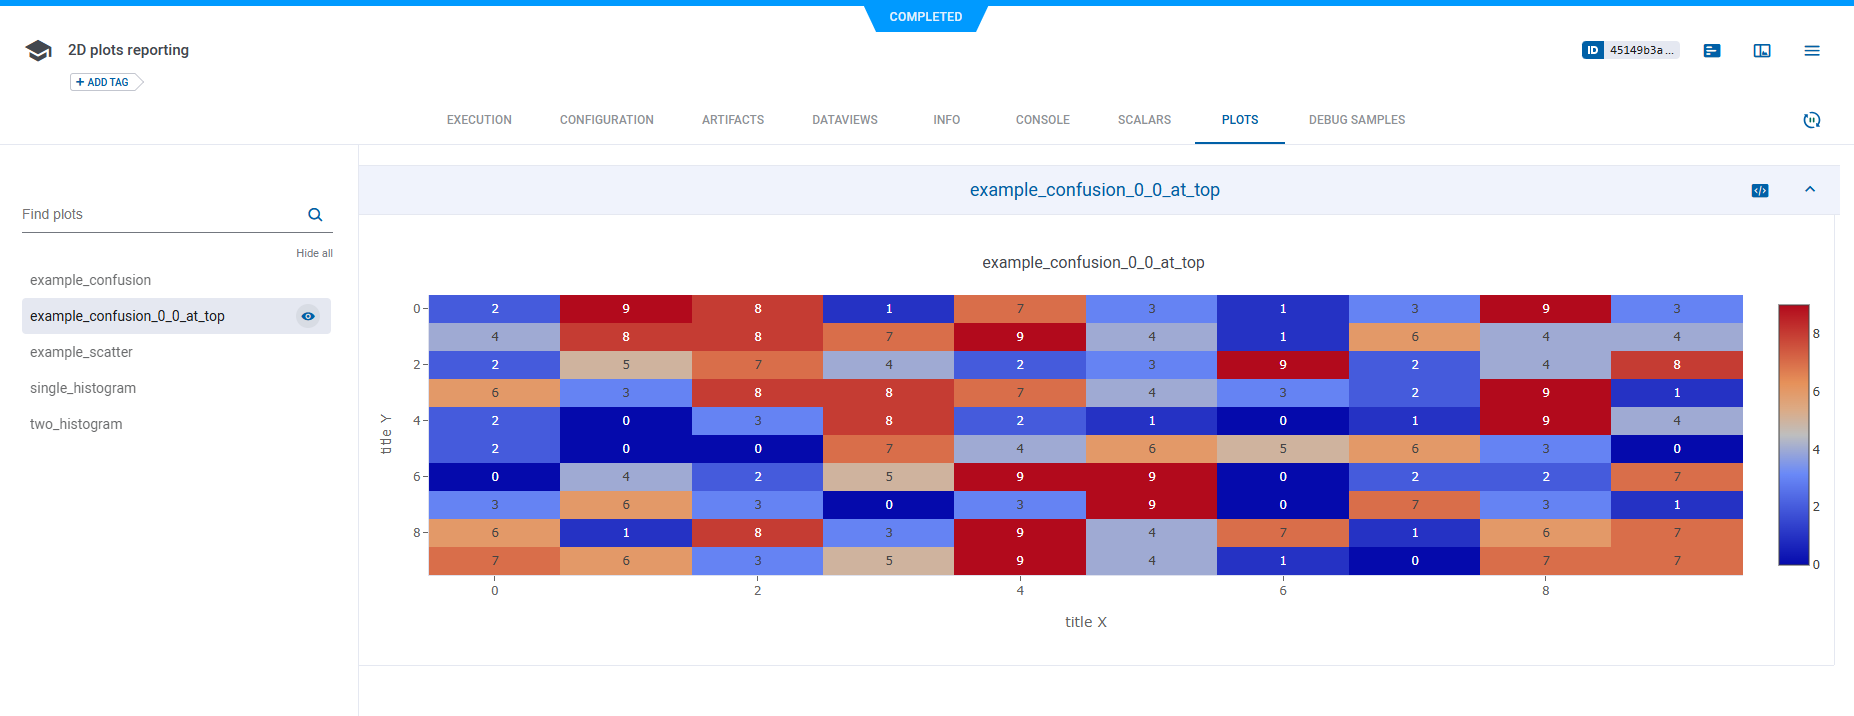 COMPLETED
2D plots reporting
ID 45149b3a ...
+ ADD TAG
EXECUTION CONFIGURATION ARTIFACTS DATAVIEWS INFO CONSOLE SCALARS PLOTS DEBUG SAMPLES
Find plots
Hide all
example_confusion
example_confusion_0_0_at_top
example_scatter
single_histogram
two_histogram
example_confusion_0_0_at_top
example_confusion_0_0_at_top
title Y
0 2 9 8 1 7 3 1 3 9 3
4 8 8 7 9 4 1 6 4 4
2 2 5 7 4 2 3 9 2 4 8
6 3 8 8 7 4 3 2 9 1
4 2 0 3 8 2 1 0 1 9 4
2 0 0 7 4 6 5 6 3 0
6 0 4 2 5 9 9 0 2 2 7
3 6 3 0 3 9 0 7 3 1
8 6 1 8 3 9 4 7 1 6 7
7 6 3 5 9 4 1 0 7 7
0 2 4 6 8
title X
8
6
4
2
0